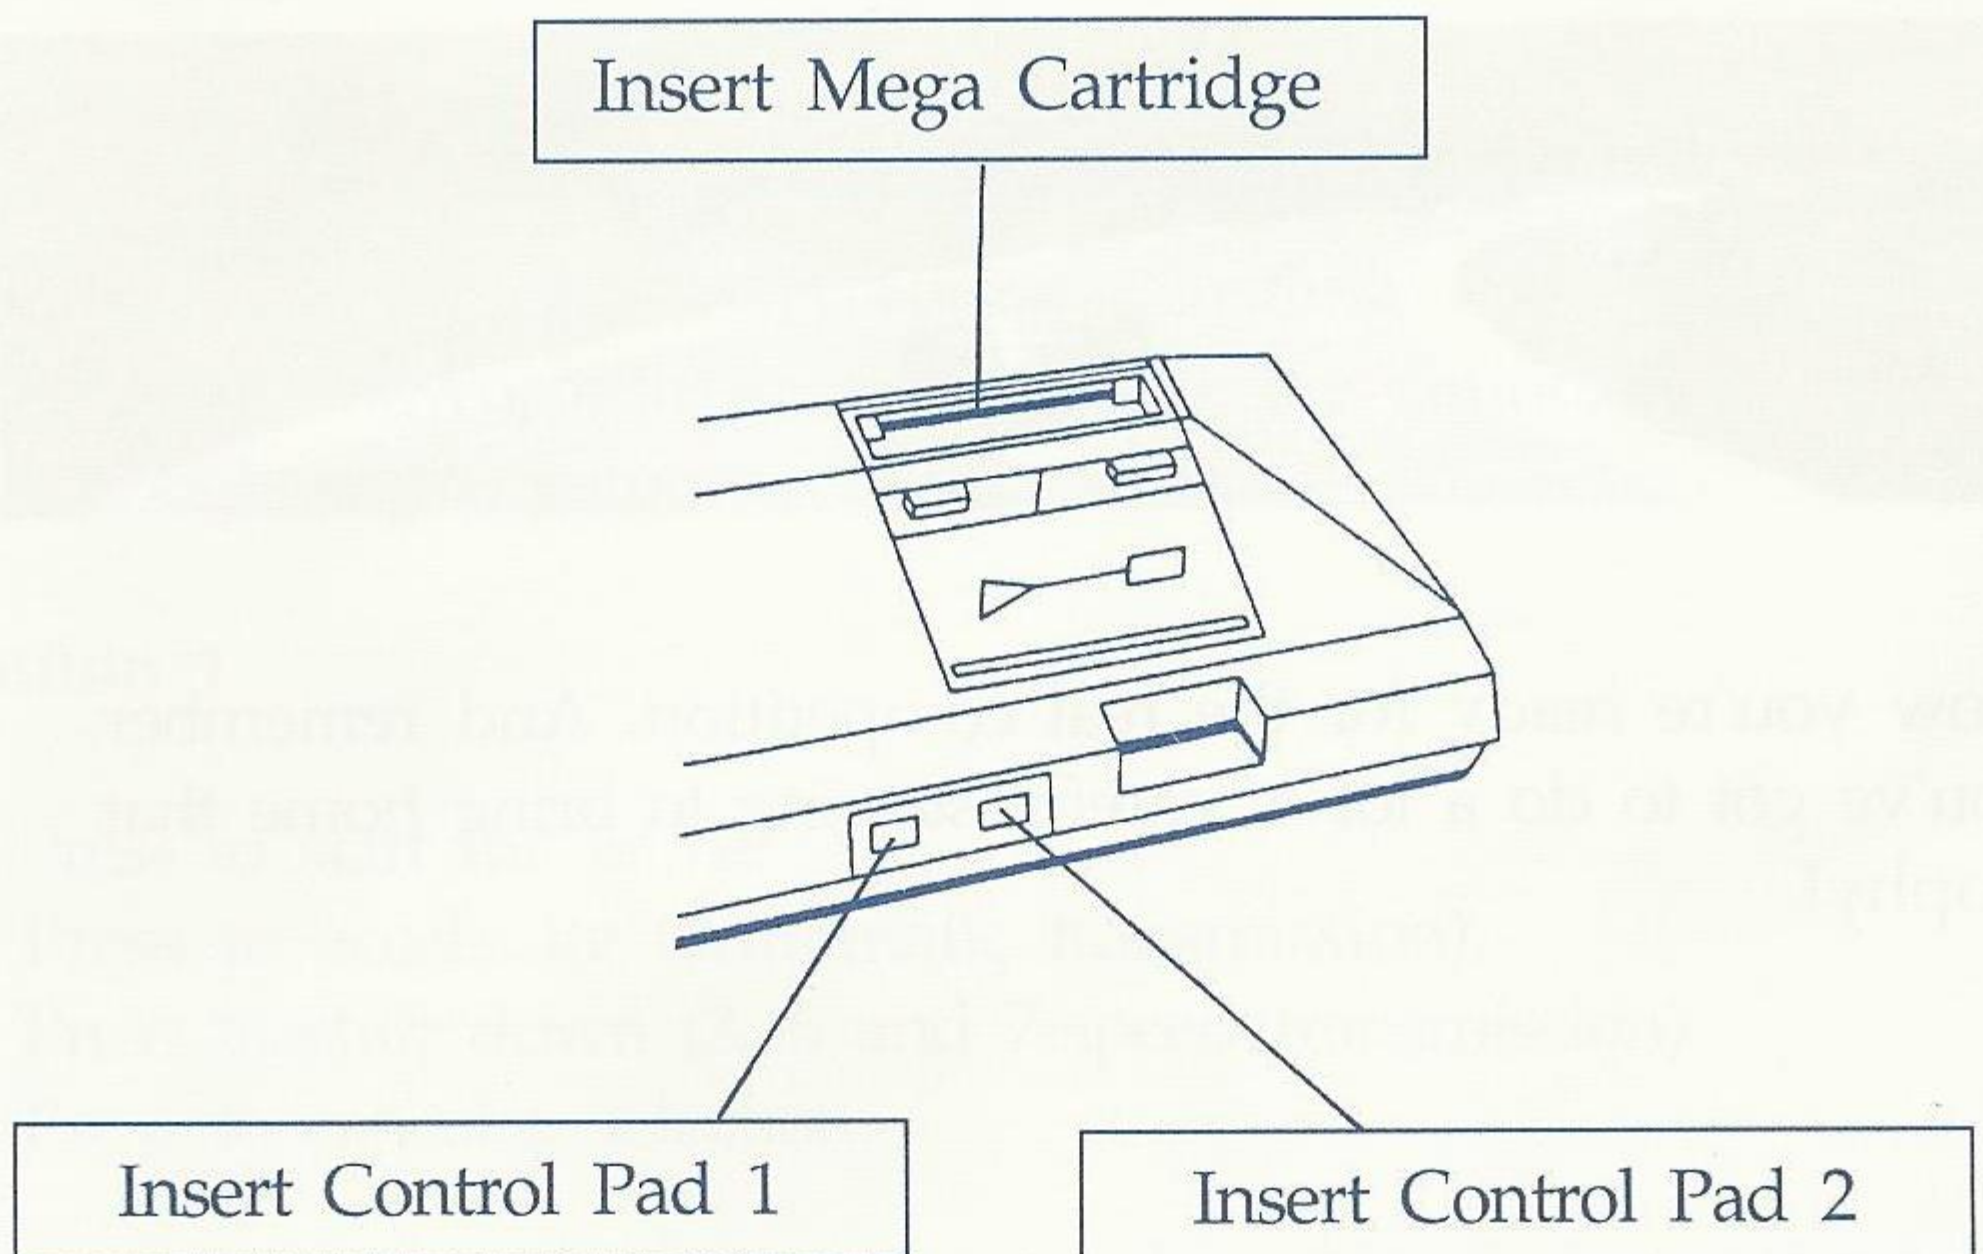 Insert Mega Cartridge
Insert Control Pad 1
Insert Control Pad 2